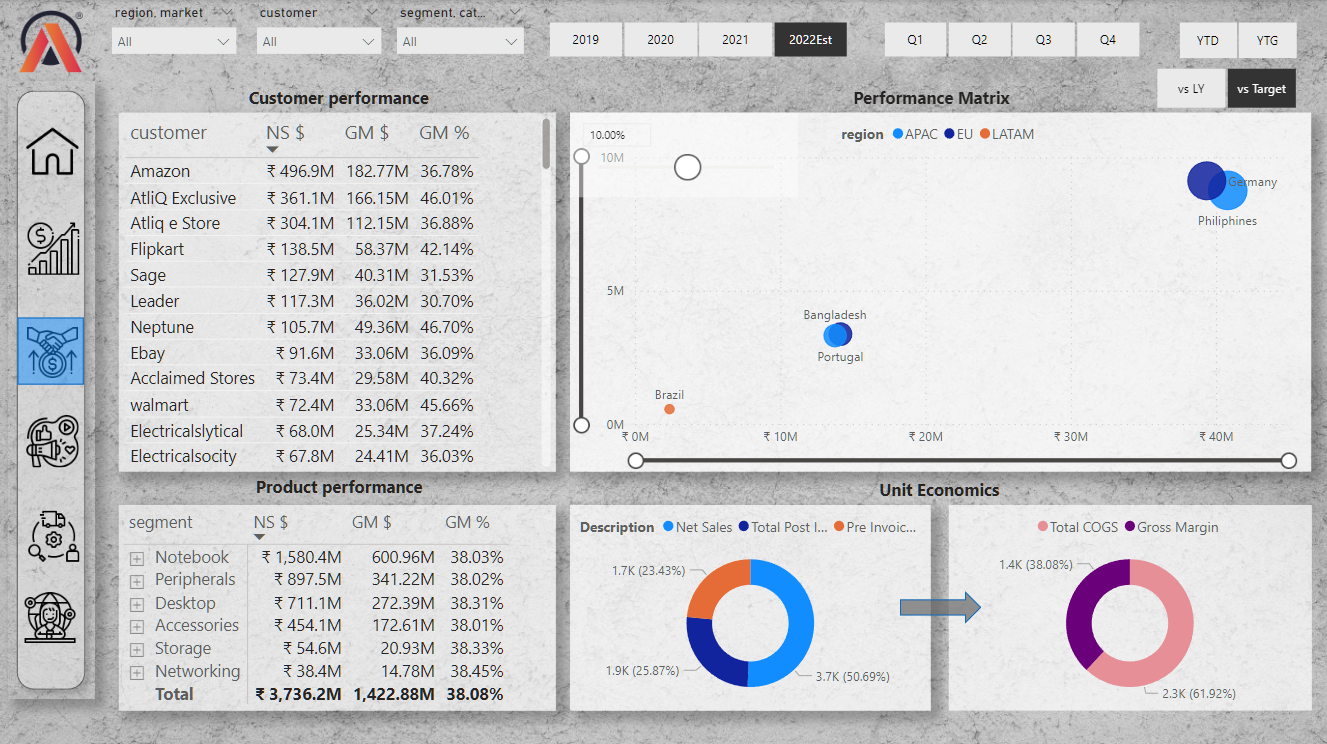 region, market
customer
segment, cat...
All
All
All
2019
2020
2021
2022Est
Q1
Q2
Q3
Q4
YTD
YTG
vs LY
vs Target
Customer performance
customer NS $ GM $ GM %
Amazon ₹ 496.9M 182.77M 36.78%
AtliQ Exclusive ₹ 361.1M 166.15M 46.01%
Atliq e Store ₹ 304.1M 112.15M 36.88%
Flipkart ₹ 138.5M 58.37M 42.14%
Sage ₹ 127.9M 40.31M 31.53%
Leader ₹ 117.3M 36.02M 30.70%
Neptune ₹ 105.7M 49.36M 46.70%
Ebay ₹ 91.6M 33.06M 36.09%
Acclaimed Stores ₹ 73.4M 29.58M 40.32%
walmart ₹ 72.4M 33.06M 45.66%
Electricalslytical ₹ 68.0M 25.34M 37.24%
Electricalsocity ₹ 67.8M 24.41M 36.03%
Performance Matrix
10.00%
region APAC EU LATAM
10M
5M
0M
Germany
Philiphines
Bangladesh
Portugal
Brazil
₹ 0M ₹ 10M ₹ 20M ₹ 30M ₹ 40M
Product performance
segment NS $ GM $ GM %
Notebook ₹ 1,580.4M 600.96M 38.03%
Peripherals ₹ 897.5M 341.22M 38.02%
Desktop ₹ 711.1M 272.39M 38.31%
Accessories ₹ 454.1M 172.61M 38.01%
Storage ₹ 54.6M 20.93M 38.33%
Networking ₹ 38.4M 14.78M 38.45%
Total ₹ 3,736.2M 1,422.88M 38.08%
Unit Economics
Description Net Sales Total Post I... Pre Invoic...
1.7K (23.43%)
1.9K (25.87%)
3.7K (50.69%)
Total COGS Gross Margin
1.4K (38.08%)
2.3K (61.92%)